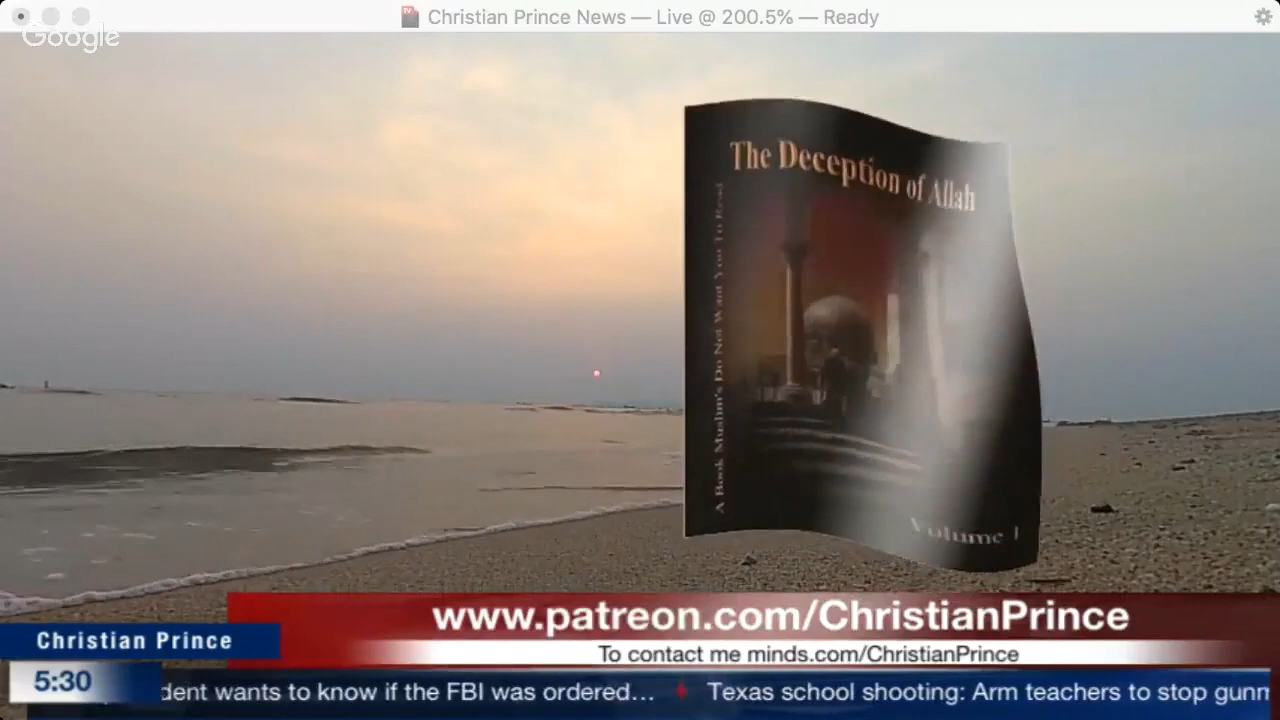 Christian Prince News — Live @ 200.5% — Ready
Google
The Deception of Allah
A Book Muslim's Do Not Want You To Read
Volume 1
www.patreon.com/ChristianPrince
To contact me minds.com/ChristianPrince
Christian Prince
5:30
dent wants to know if the FBI was ordered... ♦ Texas school shooting: Arm teachers to stop gunm